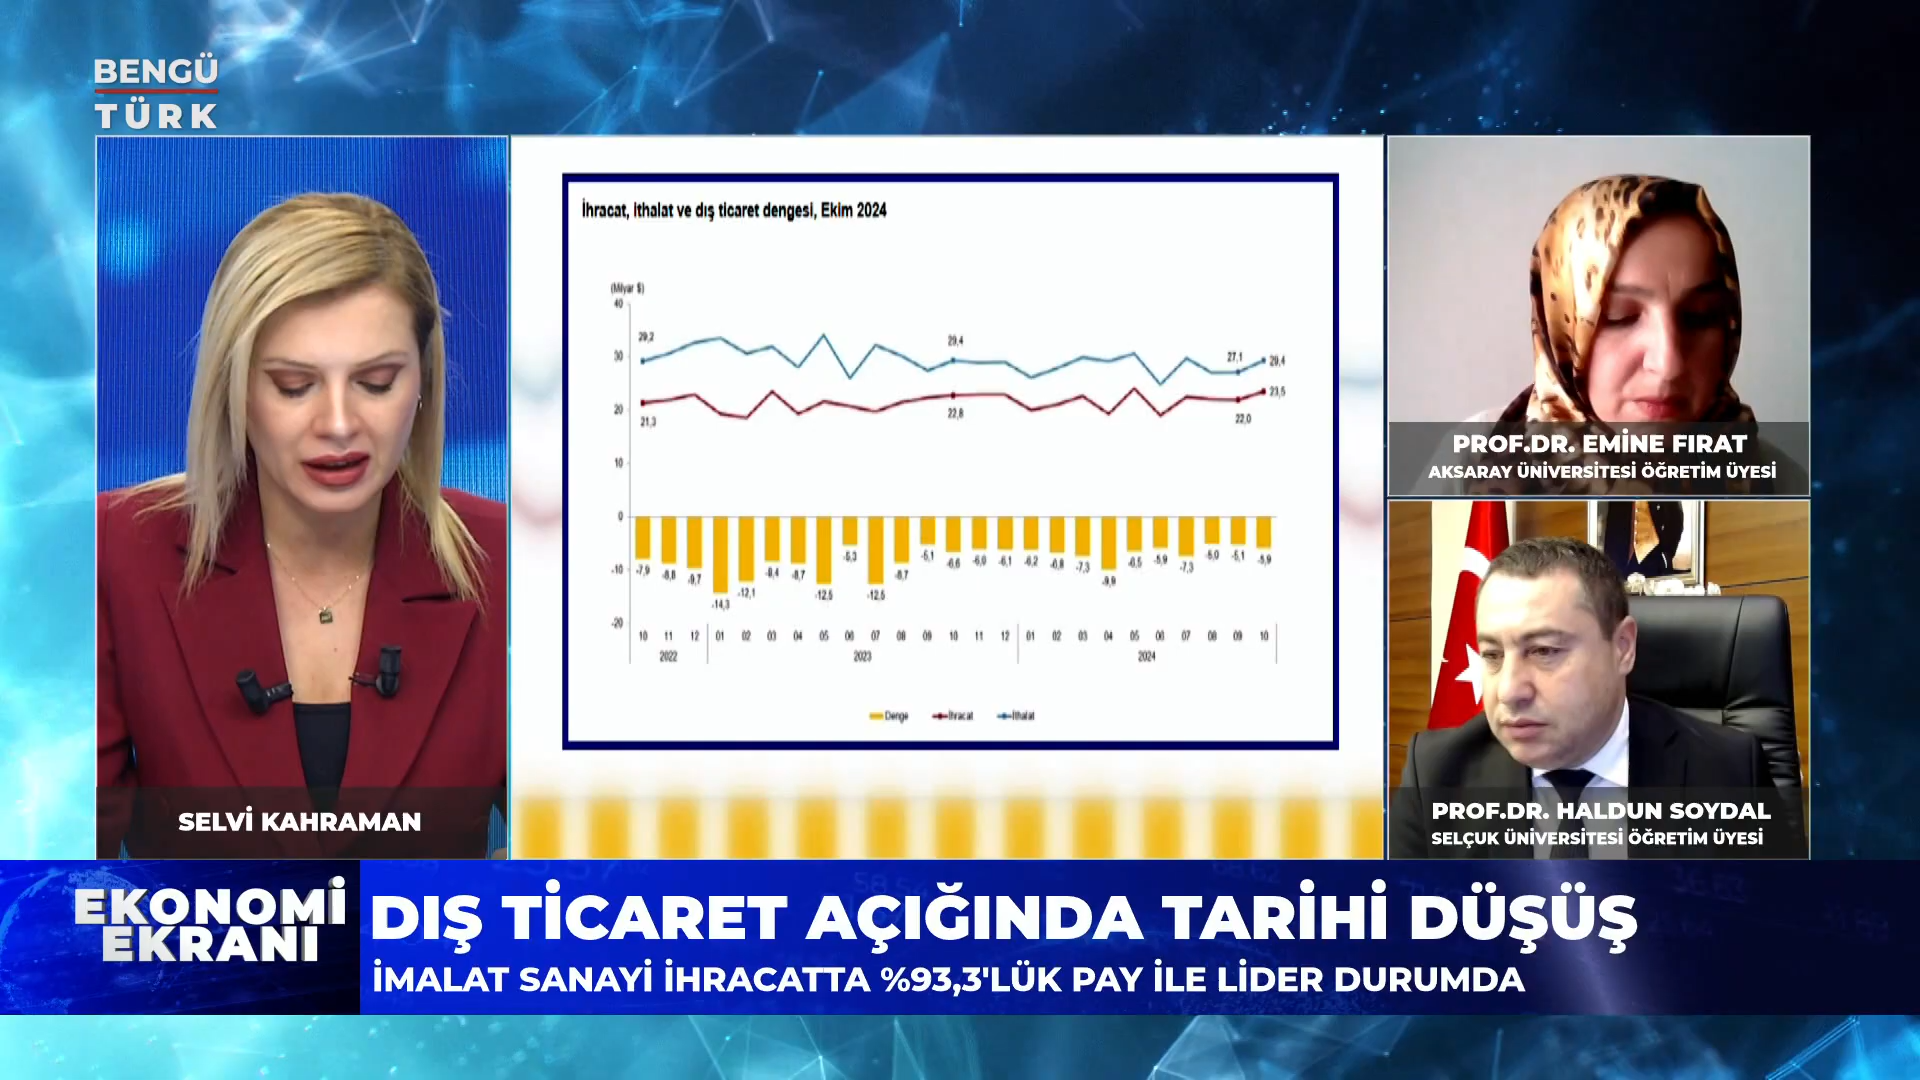 BENGÜ
TÜRK
İhracat, ithalat ve dış ticaret dengesi, Ekim 2024
(Milyar $)
40
30
20
10
0
-10
-20
29,2
29,4
27,1
29,4
21,3
22,8
22,0
23,5
-7,9 -8,8 -9,7 -14,3 -12,1 -8,4 -8,7 -12,5 -5,3 -12,5 -8,7 -5,1 -6,6 -6,0 -6,1 -6,2 -6,8 -7,3 -9,9 -6,5 -5,9 -7,3 -5,0 -5,1 -5,9
10 11 12 01 02 03 04 05 06 07 08 09 10 11 12 01 02 03 04 05 06 07 08 09 10
2022 2023 2024
Denge İhracat İthalat
PROF.DR. EMİNE FIRAT
AKSARAY ÜNİVERSİTESİ ÖĞRETİM ÜYESİ
SELVİ KAHRAMAN
PROF.DR. HALDUN SOYDAL
SELÇUK ÜNİVERSİTESİ ÖĞRETİM ÜYESİ
EKONOMİ
EKRANI
DIŞ TİCARET AÇIĞINDA TARİHİ DÜŞÜŞ
İMALAT SANAYİ İHRACATTA %93,3'LÜK PAY İLE LİDER DURUMDA